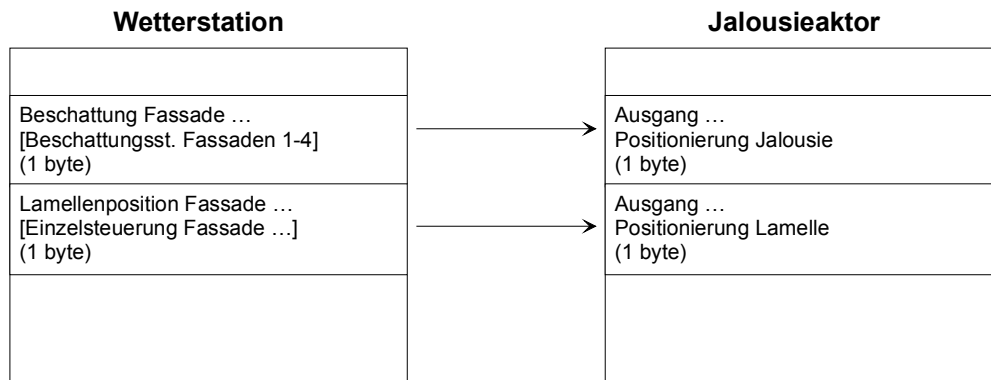 Wetterstation
Beschattung Fassade …
[Beschattungsst. Fassaden 1-4]
(1 byte)
Lamellenposition Fassade …
[Einzelsteuerung Fassade …]
(1 byte)
Jalousieaktor
Ausgang …
Positionierung Jalousie
(1 byte)
Ausgang …
Positionierung Lamelle
(1 byte)